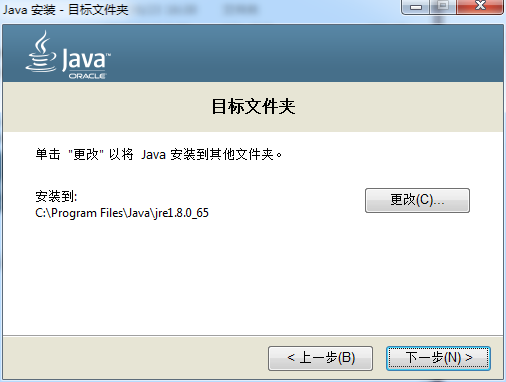 Java 安装 - 目标文件夹
Java™
ORACLE
目标文件夹
单击 "更改" 以将 Java 安装到其他文件夹。
安装到:
C:\Program Files\Java\jre1.8.0_65
更改(C)...
< 上一步(B)
下一步(N) >